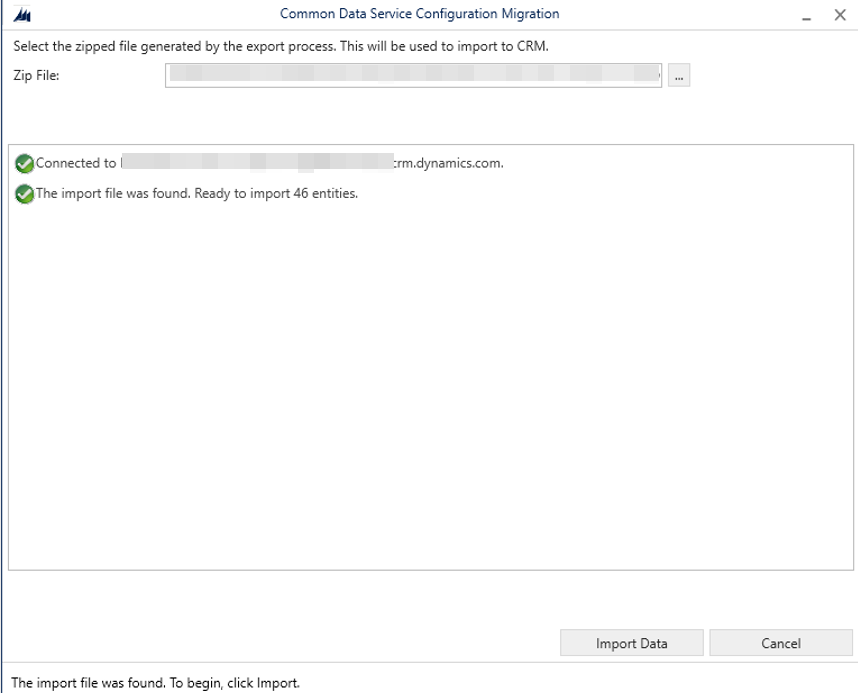 Common Data Service Configuration Migration
Select the zipped file generated by the export process. This will be used to import to CRM.
Zip File:
...
Connected to crm.dynamics.com.
The import file was found. Ready to import 46 entities.
Import Data
Cancel
The import file was found. To begin, click Import.